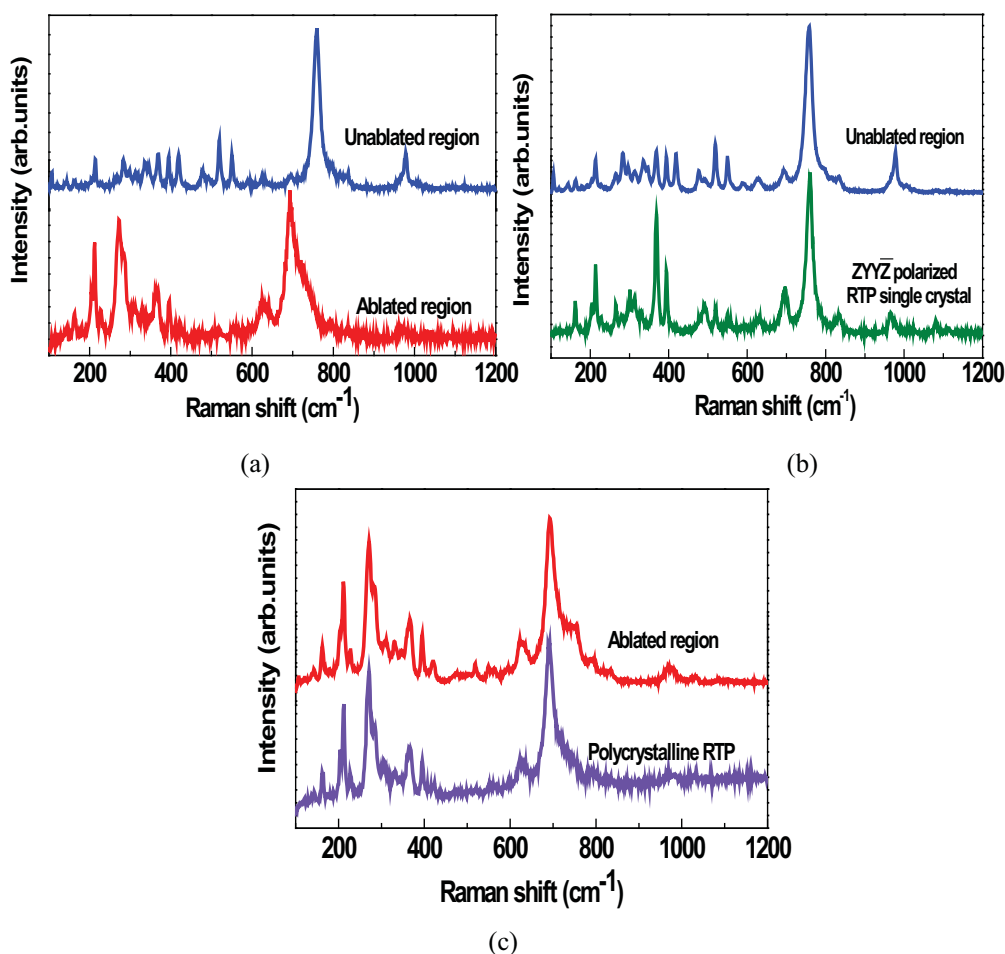 Intensity (arb.units)
Unablated region
Ablated region
200 400 600 800 1000 1200
Raman shift (cm⁻¹)
(a)
Intensity (arb.units)
Unablated region
ZYYZ̅ polarized
RTP single crystal
200 400 600 800 1000 1200
Raman shift (cm⁻¹)
(b)
Intensity (arb.units)
Ablated region
Polycrystalline RTP
200 400 600 800 1000 1200
Raman shift (cm⁻¹)
(c)